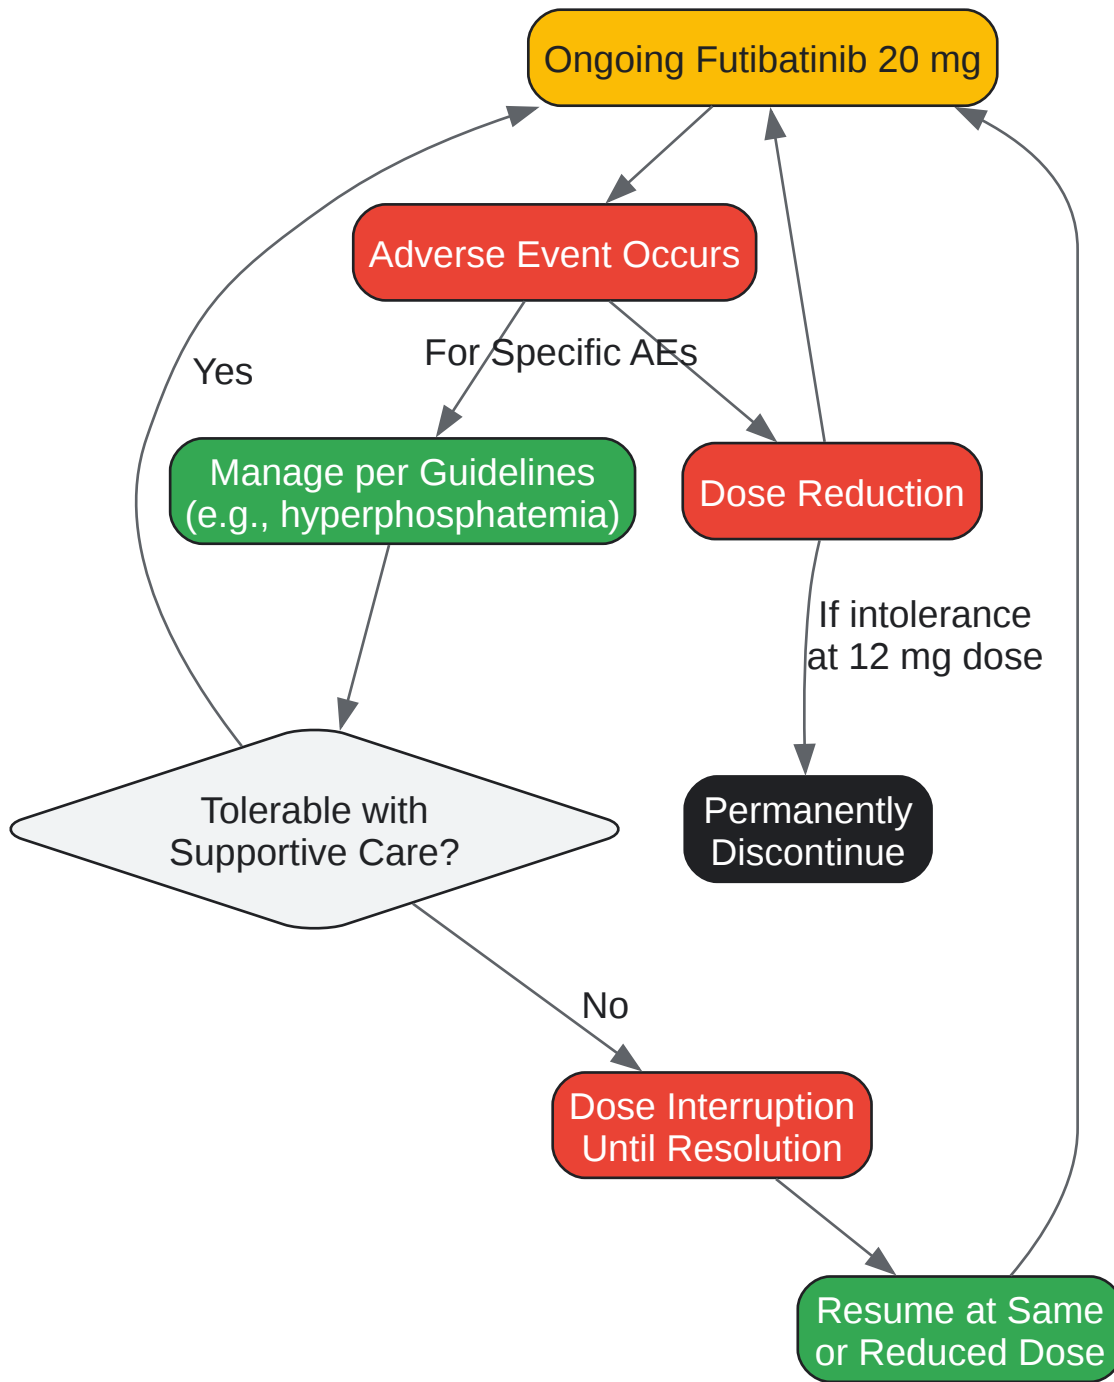 Ongoing Futibatinib 20 mg
Adverse Event Occurs
For Specific AEs
Yes
Manage per Guidelines
(e.g., hyperphosphatemia)
Dose Reduction
If intolerance
at 12 mg dose
Tolerable with
Supportive Care?
Permanently
Discontinue
No
Dose Interruption
Until Resolution
Resume at Same
or Reduced Dose